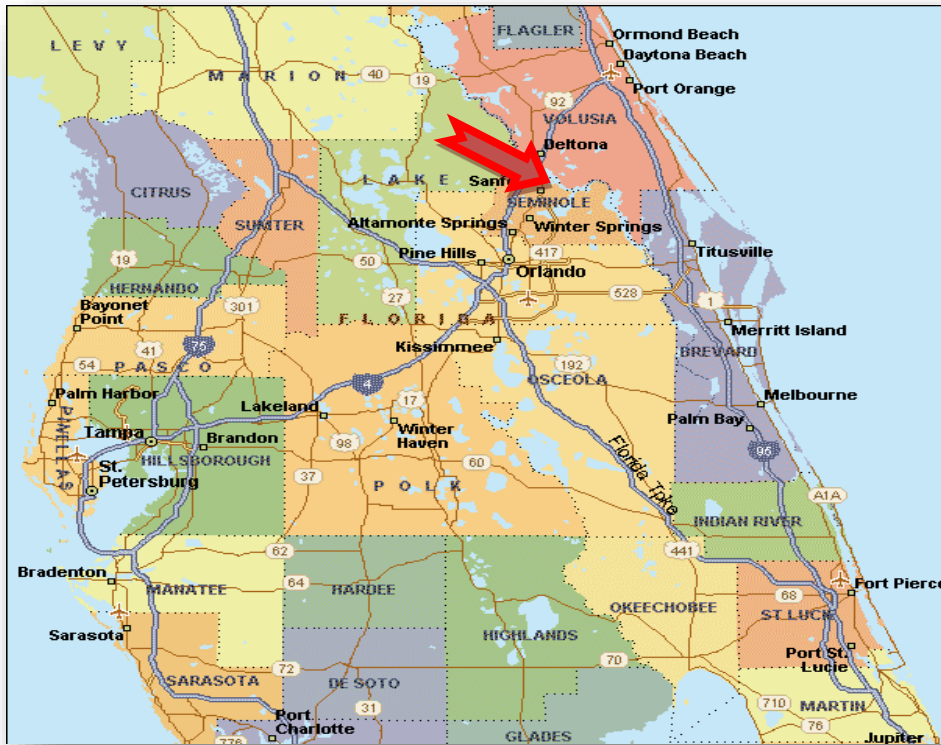 FLAGLER
Ormond Beach
LEVY
Daytona Beach
MARION
40
19
Port Orange
92
VOLUSIA
Deltona
LAKE
Sanf
CITRUS
SEMINOLE
SUMTER
Altamonte Springs
Winter Springs
19
50
Pine Hills
417
Titusville
Orlando
HERNANDO
27
528
301
1
Bayonet
Point
FLORIDA
Merritt Island
41
75
Kissimmee
BREVARD
54
PASCO
192
4
OSCEOLA
Palm Harbor
17
Melbourne
PINELLAS
Lakeland
Winter
Haven
Palm Bay
Tampa
Brandon
98
95
HILLSBOROUGH
60
Florida Tpke
St.
Petersburg
37
POLK
A1A
INDIAN RIVER
62
441
Bradenton
MANATEE
64
HARDEE
68
Fort Pierce
OKEECHOBEE
ST. LUCIE
Sarasota
HIGHLANDS
72
70
Port St.
Lucie
SARASOTA
DE SOTO
710
MARTIN
31
Port
Charlotte
76
776
GLADES
Jupiter